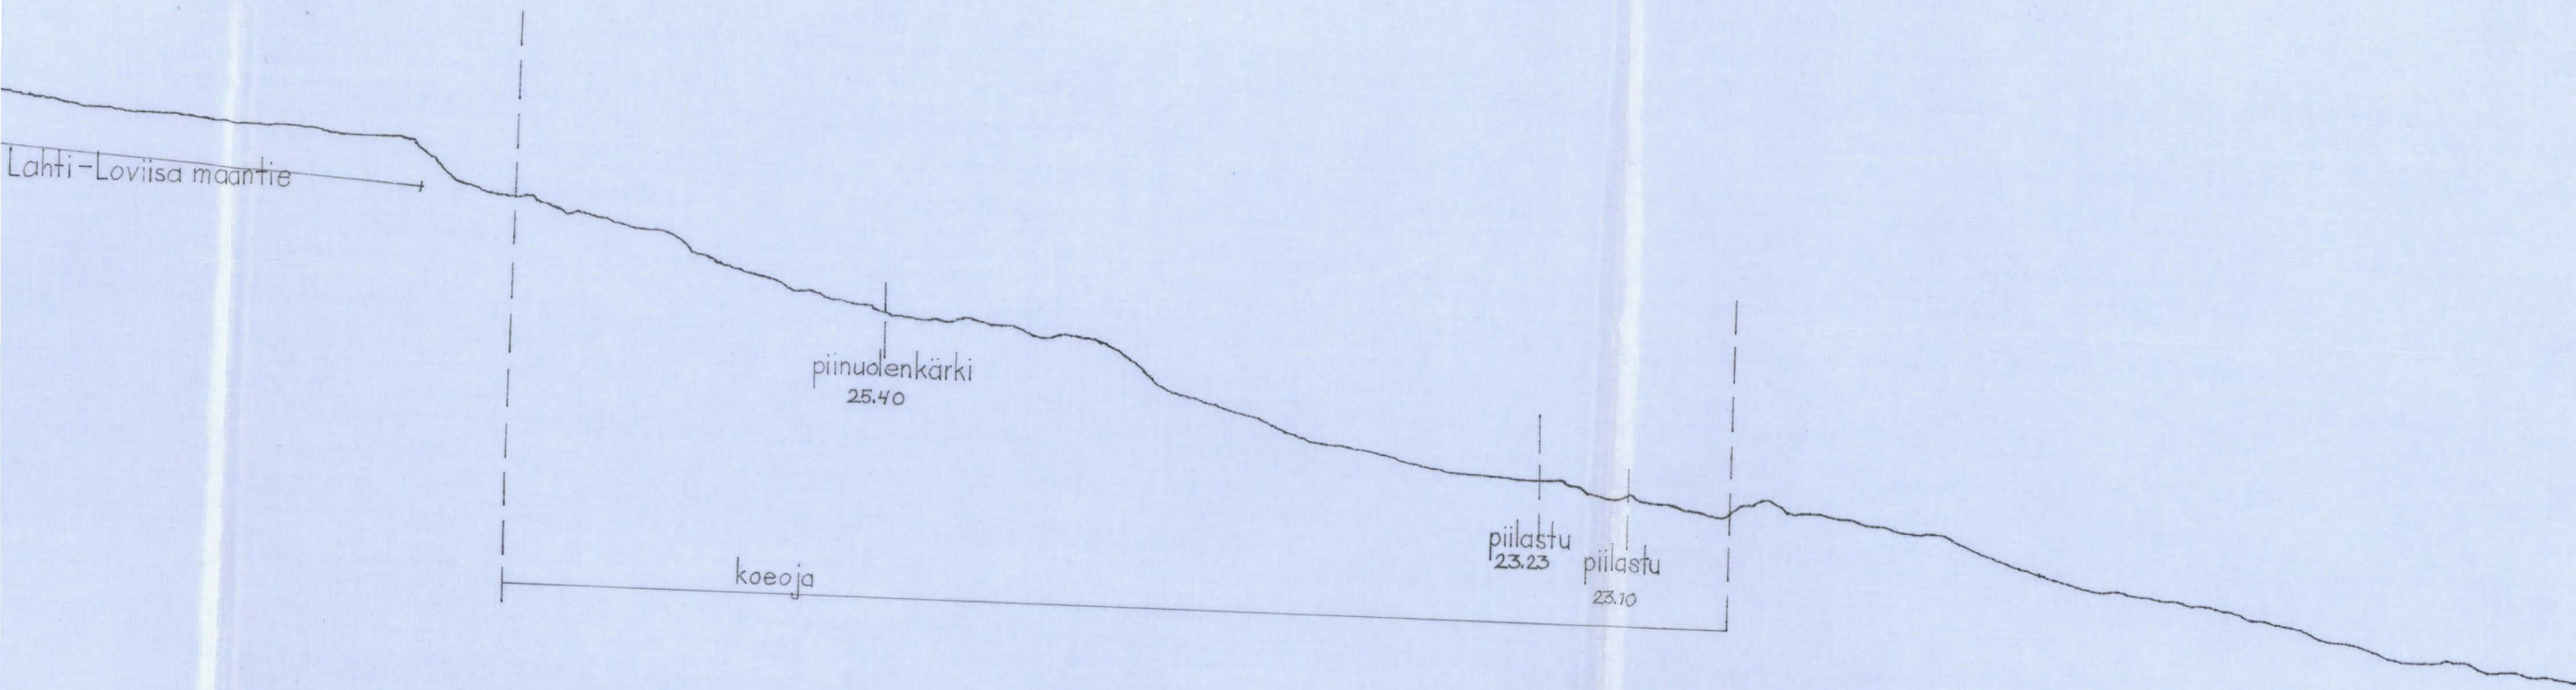 Lahti-Loviisa maantie
piinuolenkärki
25.40
piilastu
23.23
piilastu
23.10
koeoja